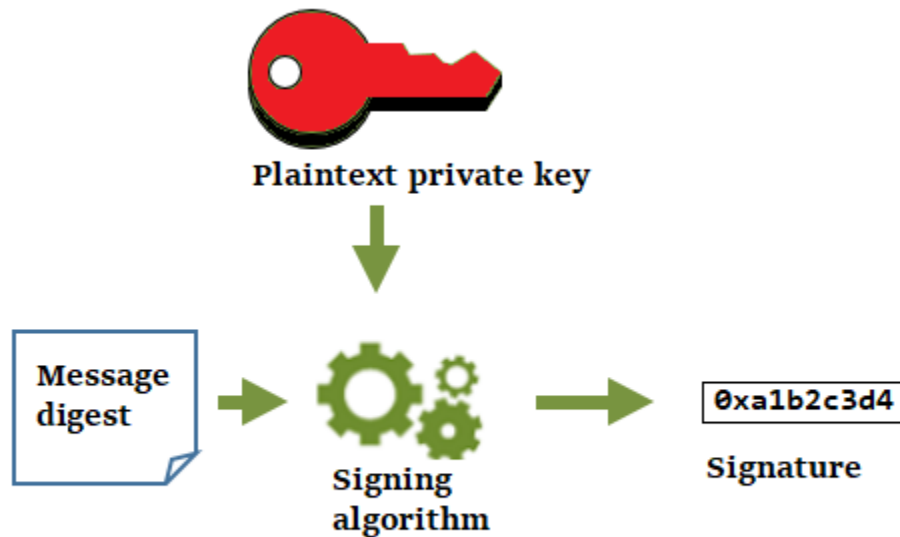 Plaintext private key
Message
digest
Signing
algorithm
0xa1b2c3d4
Signature